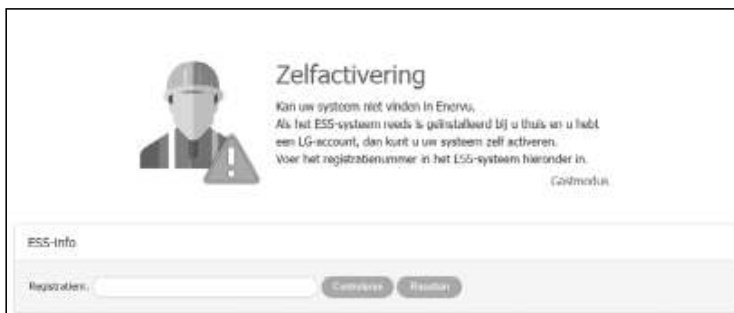 Zelfactivering
Kan uw systeem niet vinden in Enervu.
Als het ESS-systeem reeds is geïnstalleerd bij u thuis en u hebt
een LG-account, dan kunt u uw systeem zelf activeren.
Voer het registratienummer in het ESS-systeem hieronder in.
Gastmodus
ESS-info
Registratienr.
Controleren